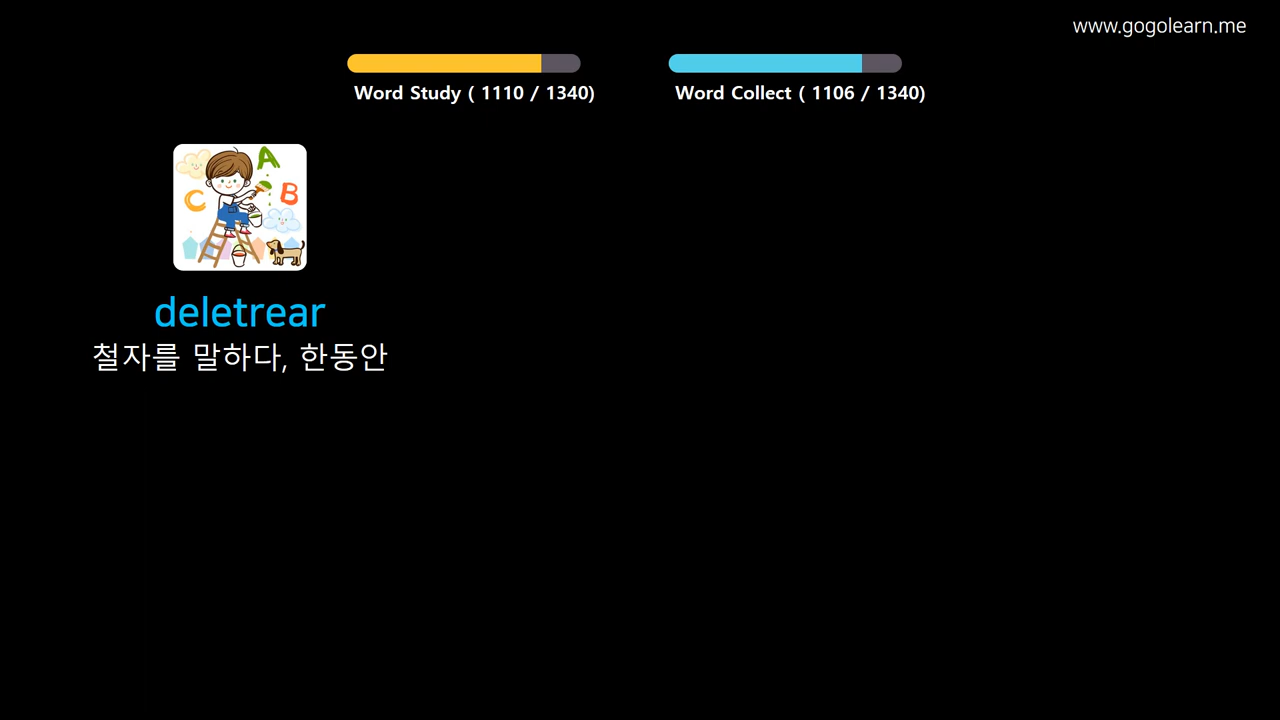 www.gogolearn.me
Word Study ( 1110 / 1340)
Word Collect ( 1106 / 1340)
A
B
C
deletrear
철자를 말하다, 한동안